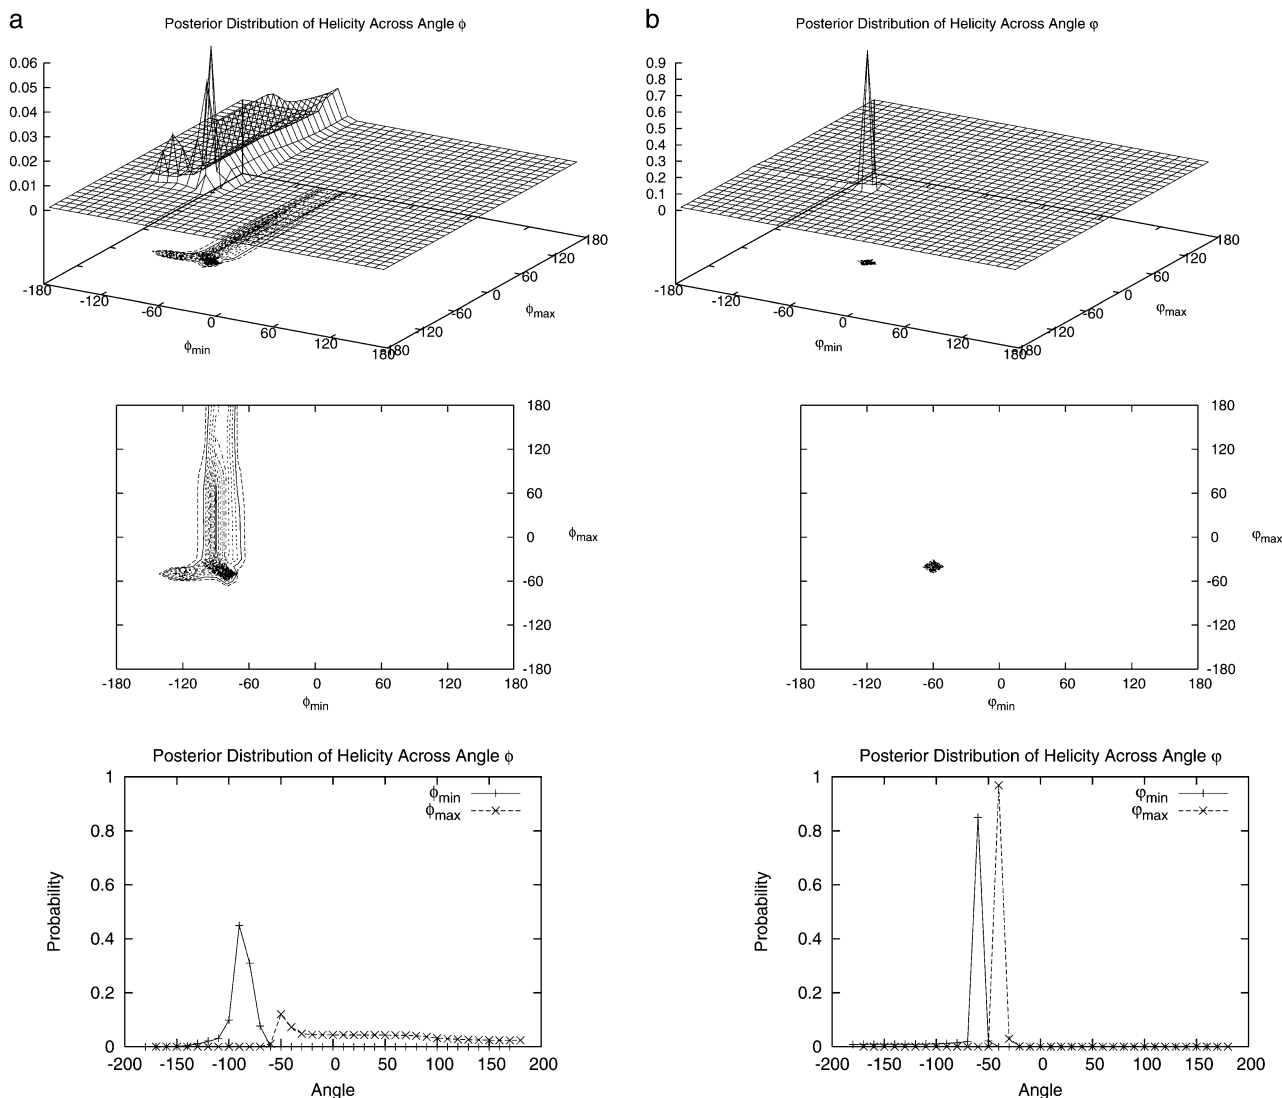 a
Posterior Distribution of Helicity Across Angle ϕ
0.06
0.05
0.04
0.03
0.02
0.01
0
-180
-120
-60
0
60
120
180
ϕmin
-180
-120
-60
0
60
120
180
ϕmax
b
Posterior Distribution of Helicity Across Angle φ
0.9
0.8
0.7
0.6
0.5
0.4
0.3
0.2
0.1
0
-180
-120
-60
0
60
120
180
φmin
-180
-120
-60
0
60
120
180
φmax
180
120
60
0
-60
-120
-180
ϕmax
-180 -120 -60 0 60 120 180
ϕmin
180
120
60
0
-60
-120
-180
φmax
-180 -120 -60 0 60 120 180
φmin
Posterior Distribution of Helicity Across Angle ϕ
ϕmin
ϕmax
1
0.8
0.6
0.4
0.2
0
Probability
-200 -150 -100 -50 0 50 100 150 200
Angle
Posterior Distribution of Helicity Across Angle φ
φmin
φmax
1
0.8
0.6
0.4
0.2
0
Probability
-200 -150 -100 -50 0 50 100 150 200
Angle